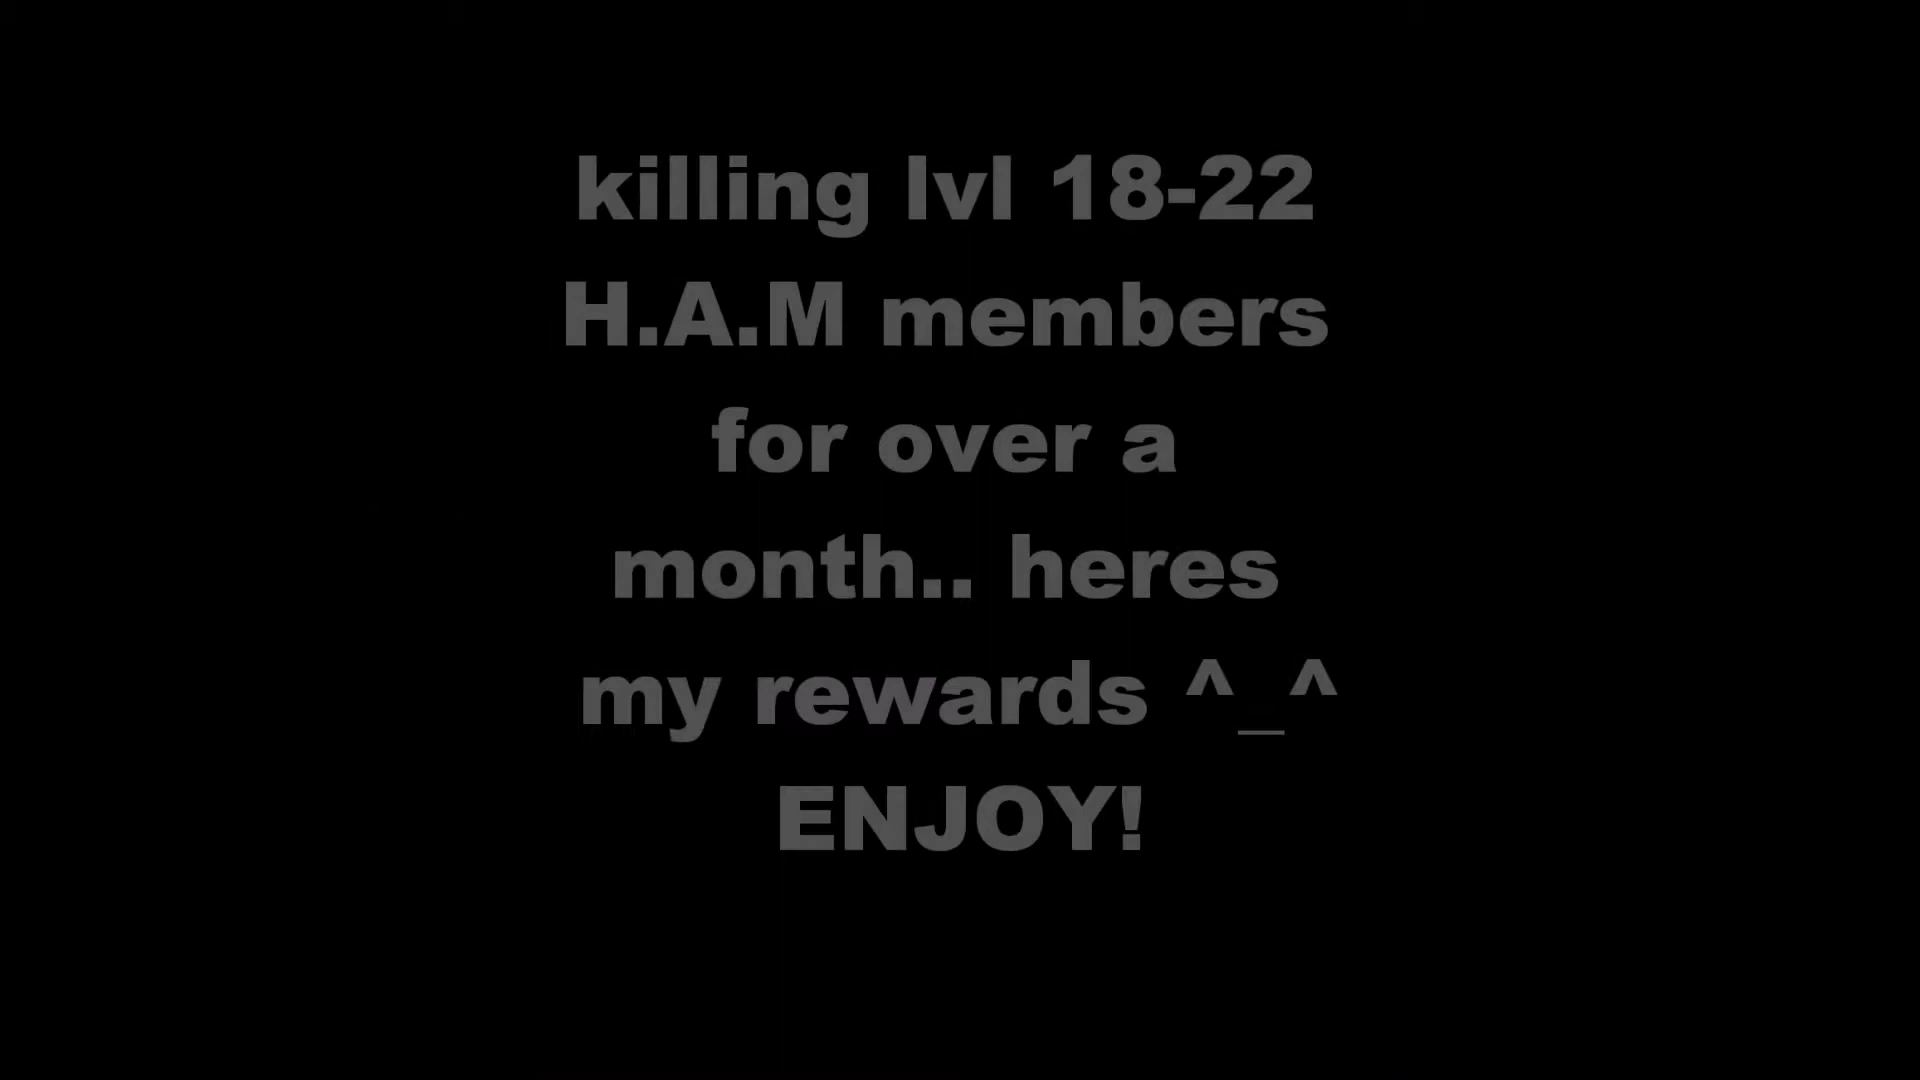 killing lvl 18-22
H.A.M members
for over a
month.. heres
my rewards ^_^
ENJOY!